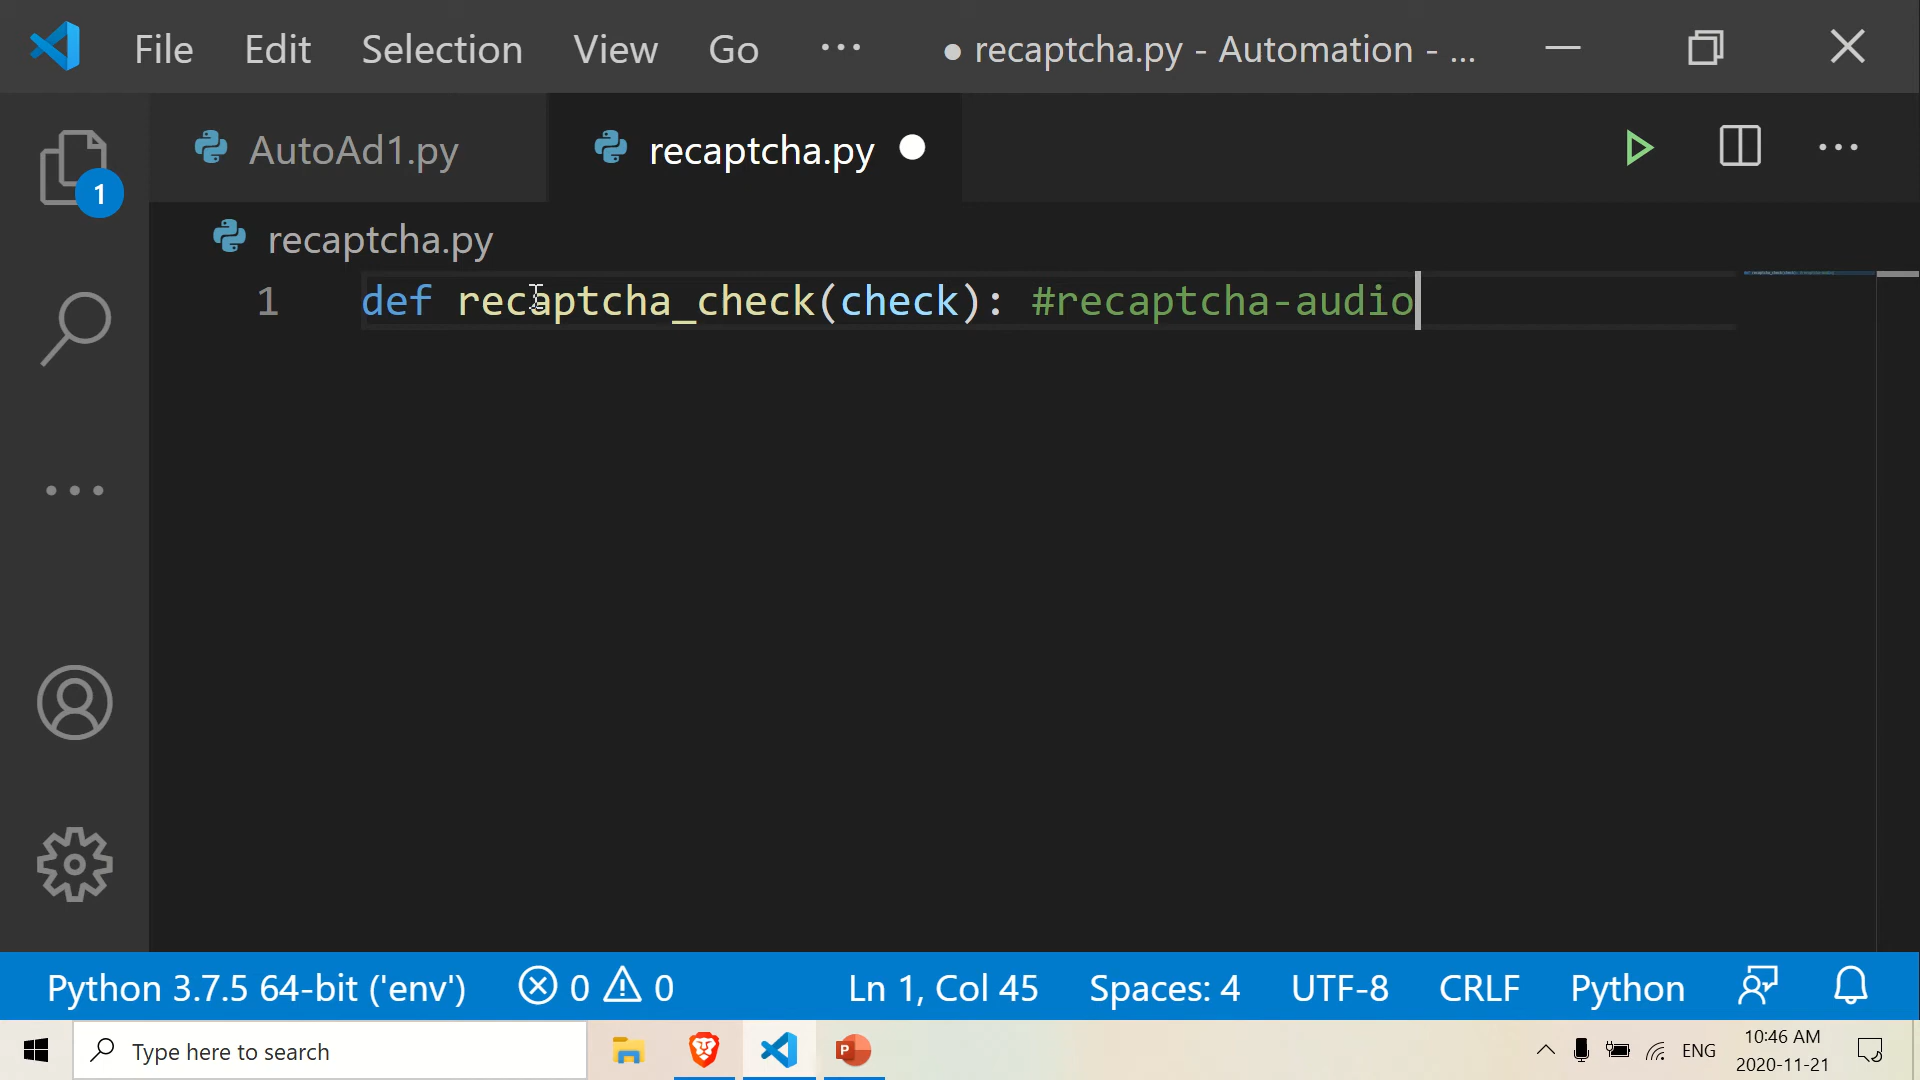 File Edit Selection View Go ··· ● recaptcha.py - Automation - ...
AutoAd1.py recaptcha.py
1
recaptcha.py
1 def recaptcha_check(check): #recaptcha-audio
Python 3.7.5 64-bit ('env') 0 0 Ln 1, Col 45 Spaces: 4 UTF-8 CRLF Python
Type here to search
P
ENG
10:46 AM
2020-11-21